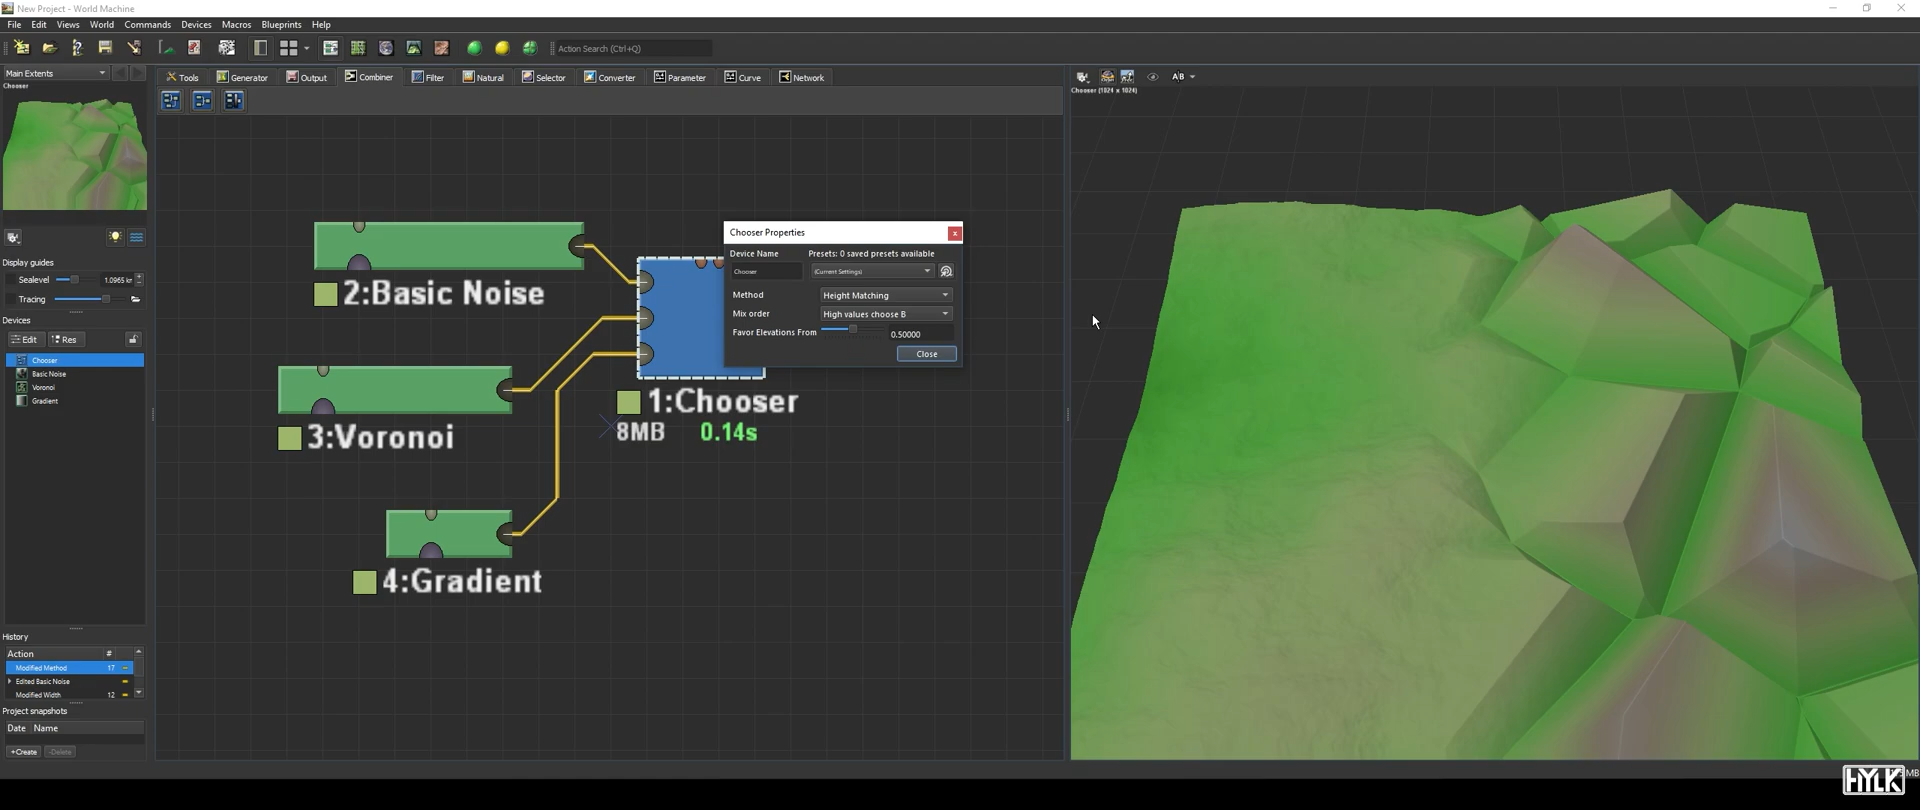 New Project - World Machine
File Edit Views World Commands Devices Macros Blueprints Help
Action Search (Ctrl+Q)
Main Extents
Tools Generator Output Combiner Filter Natural Selector Converter Parameter Curve Network
AB
Chooser
Chooser (1024 x 1024)
Display guides
Sealevel 1.0965 kr
Tracing
Devices
Edit Res
Chooser
Basic Noise
Voronoi
Gradient
2:Basic Noise
3:Voronoi
4:Gradient
1:Chooser
8MB 0.14s
Chooser Properties
x
Device Name Presets: 0 saved presets available
Chooser (Current Settings)
Method Height Matching
Mix order High values choose B
Favor Elevations From 0.50000
Close
History
Action #
Modified Method 17
Edited Basic Noise
Modified Width 12
Project snapshots
Date Name
+Create -Delete
HYLK
MB